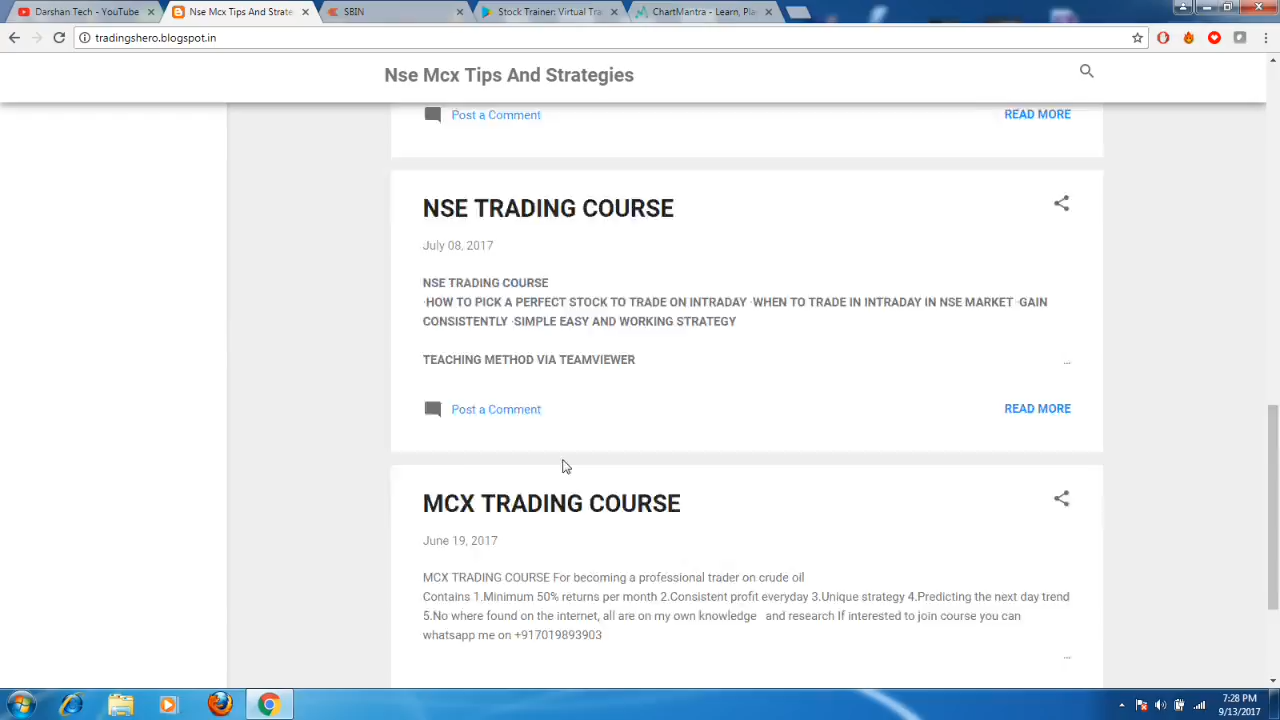 Darshan Tech - YouTube
Nse Mcx Tips And Strate
SBIN
Stock Trainer: Virtual Tra
ChartMantra - Learn, Pla
tradingshero.blogspot.in
Nse Mcx Tips And Strategies
Post a Comment
READ MORE
NSE TRADING COURSE
July 08, 2017
NSE TRADING COURSE
·HOW TO PICK A PERFECT STOCK TO TRADE ON INTRADAY ·WHEN TO TRADE IN INTRADAY IN NSE MARKET ·GAIN
CONSISTENTLY ·SIMPLE EASY AND WORKING STRATEGY
TEACHING METHOD VIA TEAMVIEWER
...
Post a Comment
READ MORE
MCX TRADING COURSE
June 19, 2017
MCX TRADING COURSE For becoming a professional trader on crude oil
Contains 1.Minimum 50% returns per month 2.Consistent profit everyday 3.Unique strategy 4.Predicting the next day trend
5.No where found on the internet, all are on my own knowledge and research If interested to join course you can
whatsapp me on +917019893903
...
7:28 PM
9/13/2017